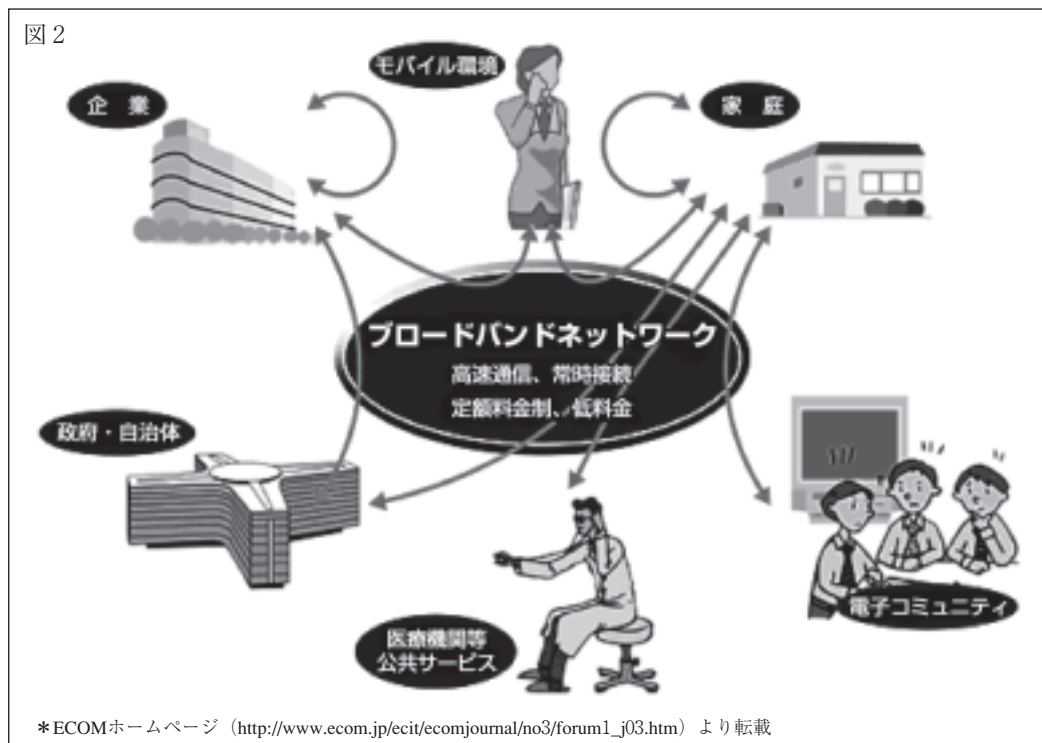 図2
モバイル環境
企 業
家 庭
ブロードバンドネットワーク
高速通信、常時接続
定額料金制、低料金
政府・自治体
医療機関等
公共サービス
電子コミュニティ
＊ECOMホームページ（http://www.ecom.jp/ecit/ecomjournal/no3/forum1_j03.htm）より転載